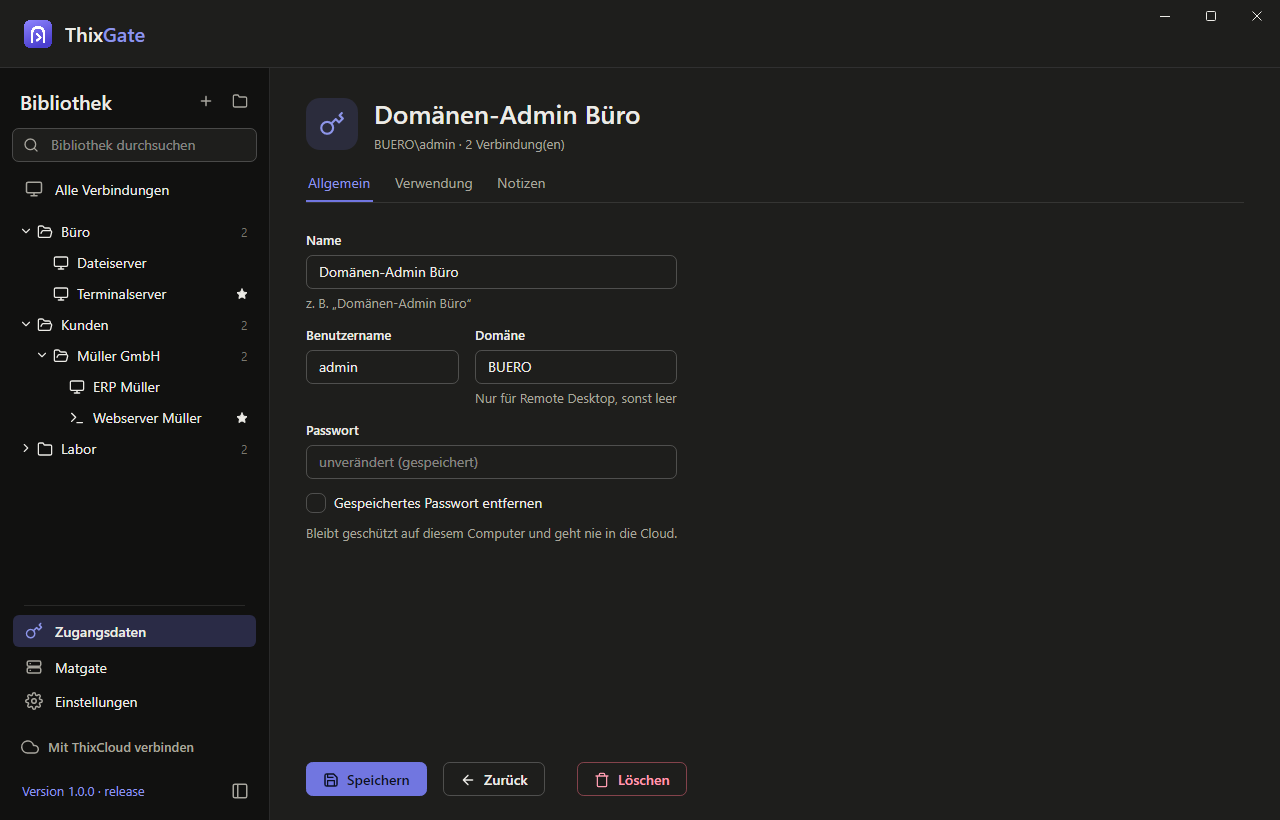 ThixGate
Bibliothek
Bibliothek durchsuchen
Alle Verbindungen
Büro 2
Dateiserver
Terminalserver
Kunden 2
Müller GmbH 2
ERP Müller
Webserver Müller
Labor 2
Zugangsdaten
Matgate
Einstellungen
Mit ThixCloud verbinden
Version 1.0.0 · release
Domänen-Admin Büro
BUERO\admin · 2 Verbindung(en)
Allgemein Verwendung Notizen
Name
Domänen-Admin Büro
z. B. „Domänen-Admin Büro“
Benutzername Domäne
admin BUERO
Nur für Remote Desktop, sonst leer
Passwort
unverändert (gespeichert)
Gespeichertes Passwort entfernen
Bleibt geschützt auf diesem Computer und geht nie in die Cloud.
Speichern Zurück Löschen